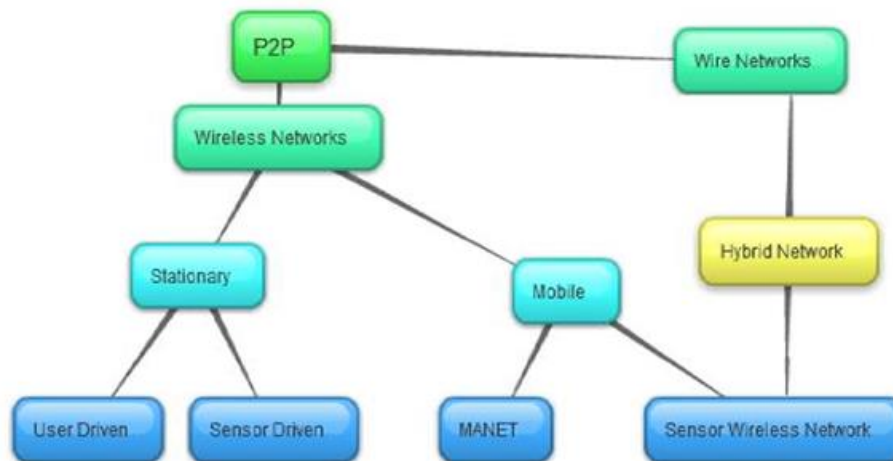 P2P
Wire Networks
Wireless Networks
Hybrid Network
Stationary
Mobile
User Driven
Sensor Driven
MANET
Sensor Wireless Network